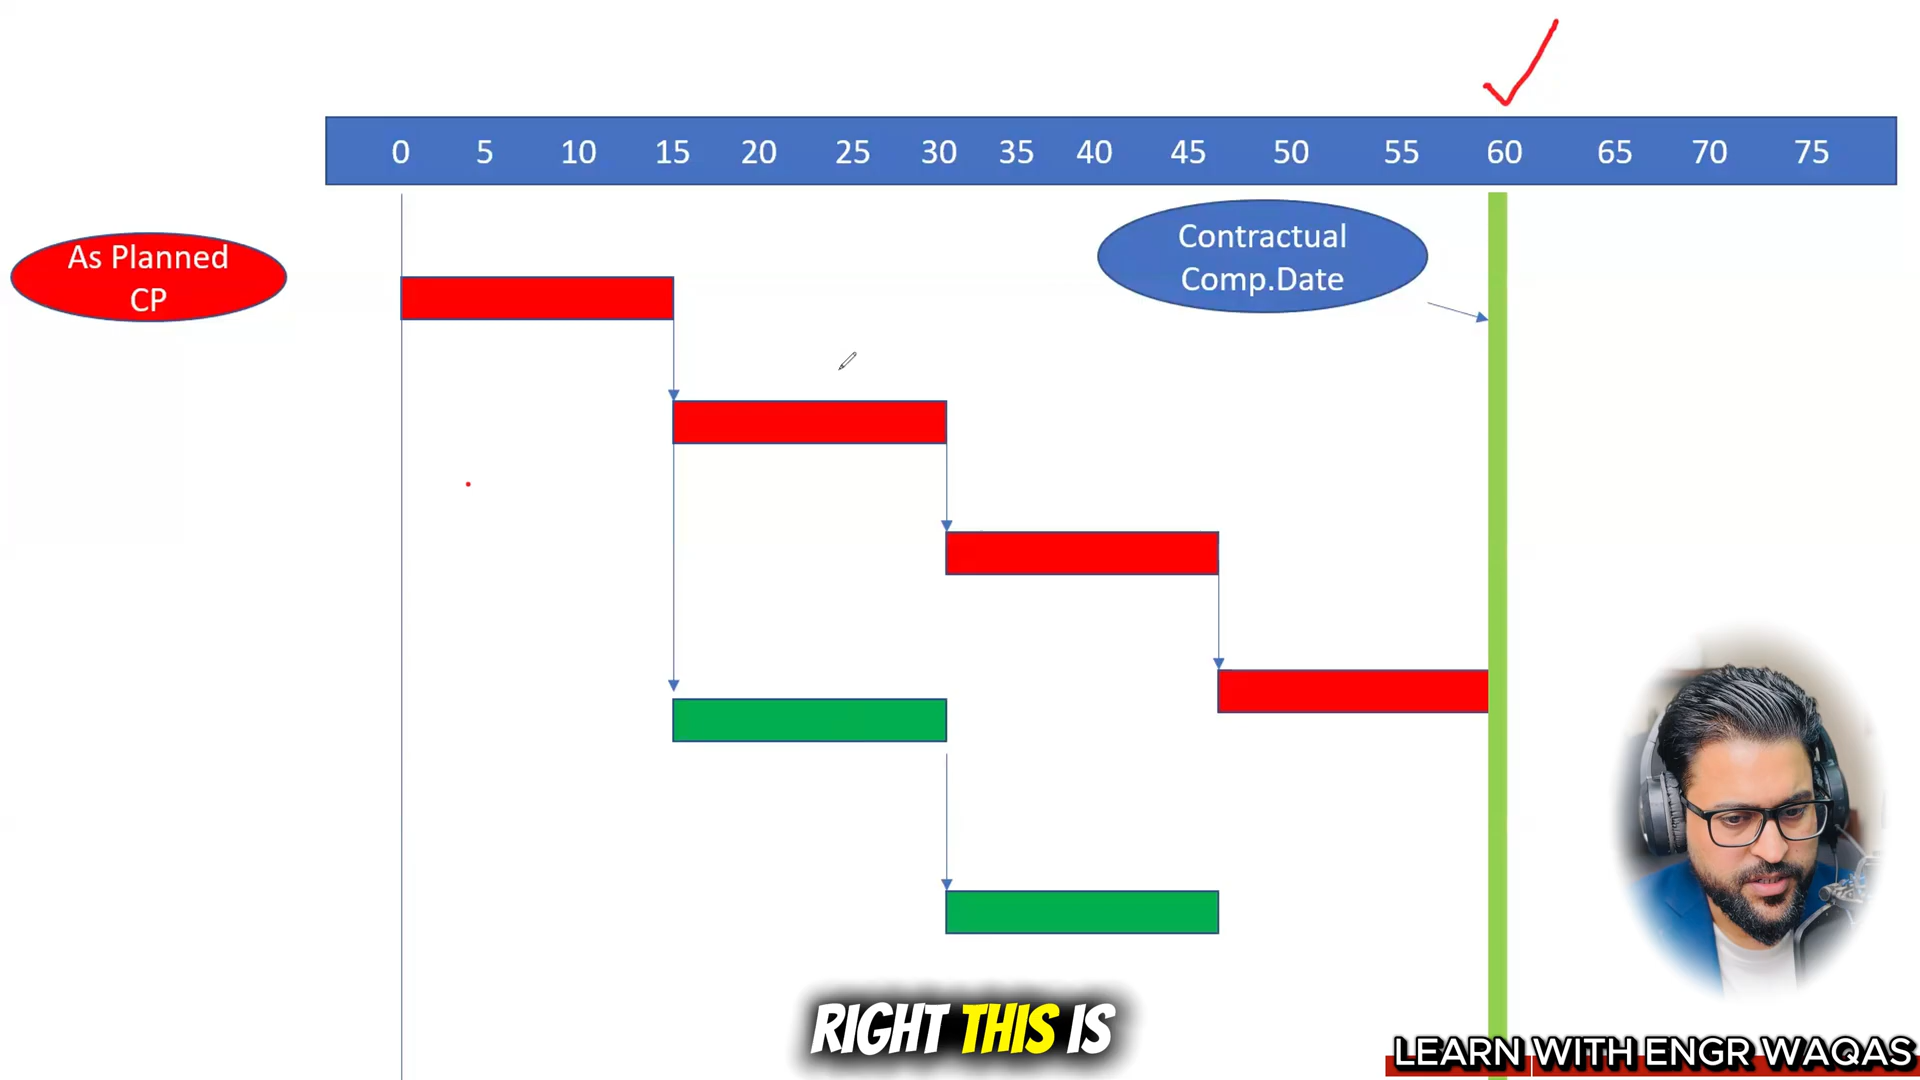 0 5 10 15 20 25 30 35 40 45 50 55 60 65 70 75
As Planned
CP
Contractual
Comp.Date
RIGHT THIS IS
LEARN WITH ENGR WAQAS